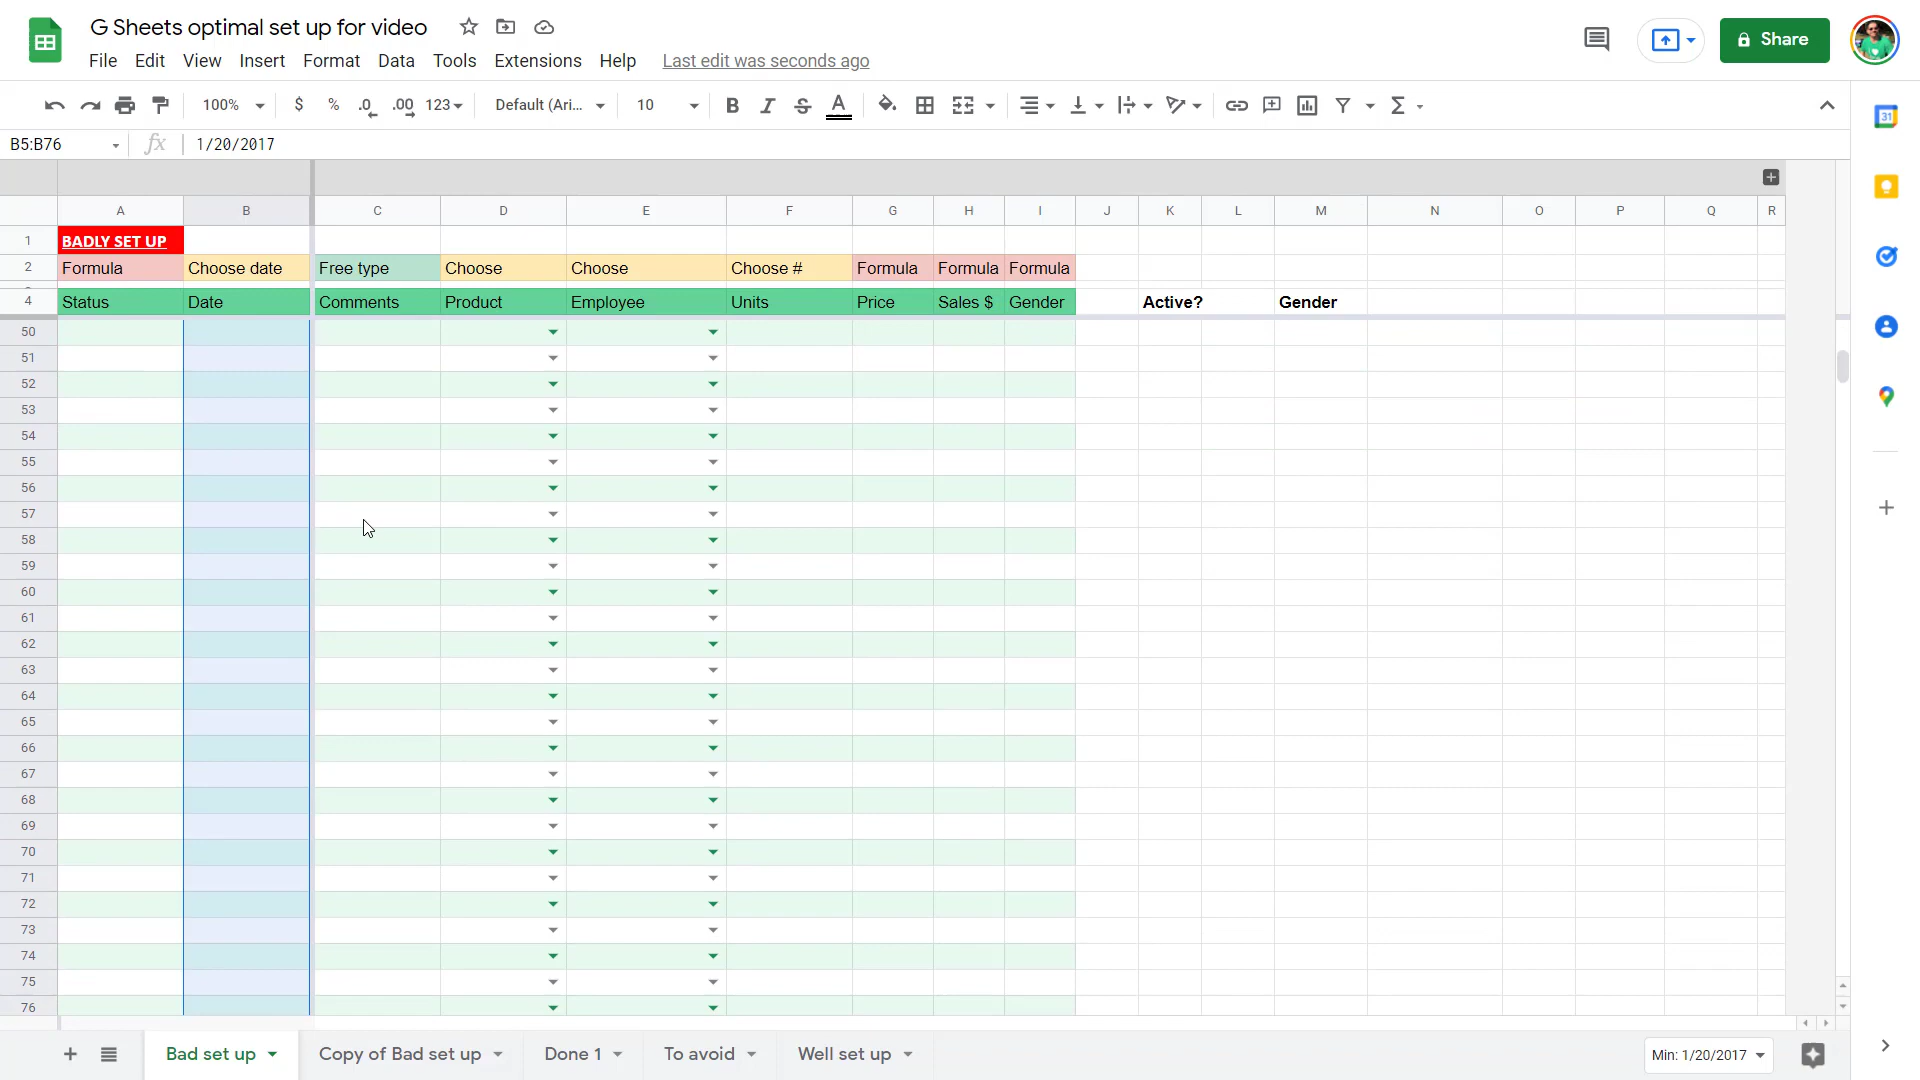 G Sheets optimal set up for video
File Edit View Insert Format Data Tools Extensions Help Last edit was seconds ago
Share
100% $ % .0 .00 123 Default (Ari... 10 B I S A Σ
31
B5:B76 fx 1/20/2017
A B C D E F G H I J K L M N O P Q R
1 BADLY SET UP
2 Formula Choose date Free type Choose Choose Choose # Formula Formula Formula
4 Status Date Comments Product Employee Units Price Sales $ Gender Active? Gender
50
51
52
53
54
55
56
57
58
59
60
61
62
63
64
65
66
67
68
69
70
71
72
73
74
75
76
Bad set up Copy of Bad set up Done 1 To avoid Well set up Min: 1/20/2017